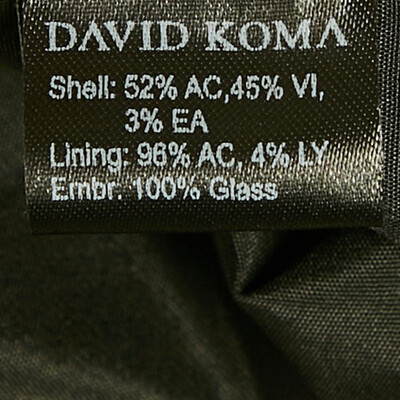 DAVID KOMA
Shell: 52% AC,45% VI,
3% EA
Lining: 96% AC, 4% LY
Embr: 100% Glass